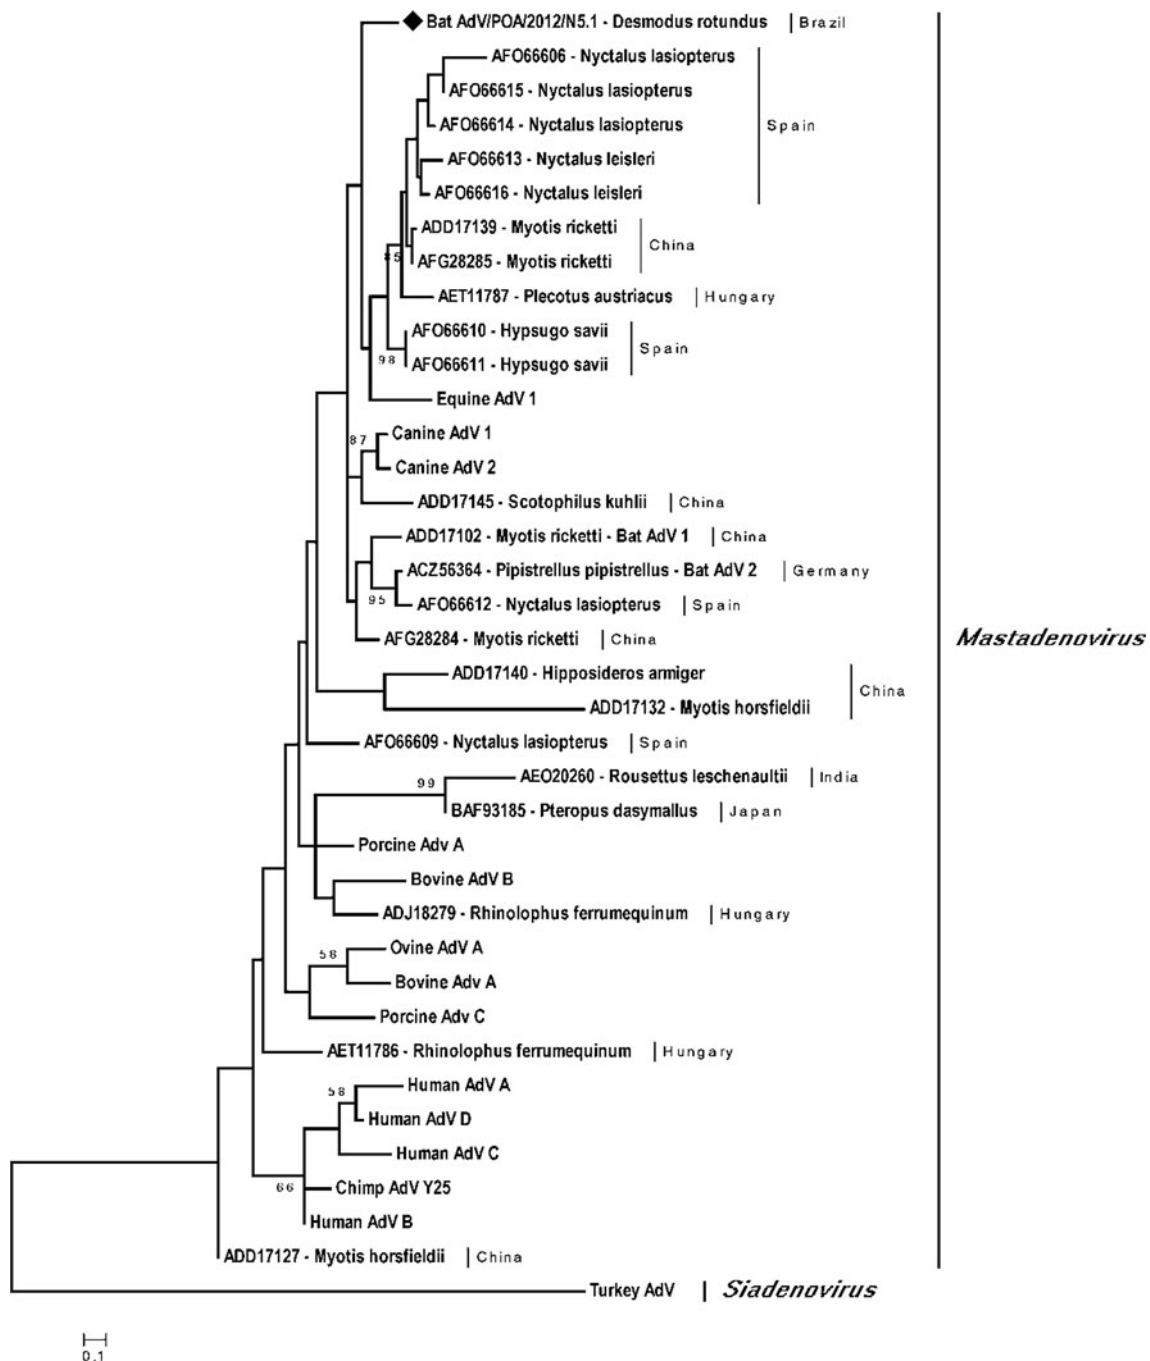 Bat AdV/POA/2012/N5.1 - Desmodus rotundus Brazil
AFO66606 - Nyctalus lasiopterus
AFO66615 - Nyctalus lasiopterus
AFO66614 - Nyctalus lasiopterus Spain
AFO66613 - Nyctalus leisleri
AFO66616 - Nyctalus leisleri
ADD17139 - Myotis ricketti
China
85
AFG28285 - Myotis ricketti
AET11787 - Plecotus austriacus Hungary
AFO66610 - Hypsugo savii
Spain
98
AFO66611 - Hypsugo savii
Equine AdV 1
87
Canine AdV 1
Canine AdV 2
ADD17145 - Scotophilus kuhlii China
ADD17102 - Myotis ricketti - Bat AdV 1 China
ACZ56364 - Pipistrellus pipistrellus - Bat AdV 2 Germany
95
AFO66612 - Nyctalus lasiopterus Spain
AFG28284 - Myotis ricketti China
Mastadenovirus
ADD17140 - Hipposideros armiger
China
ADD17132 - Myotis horsfieldii
AFO66609 - Nyctalus lasiopterus Spain
99
AEO20260 - Rousettus leschenaultii India
BAF93185 - Pteropus dasymallus Japan
Porcine Adv A
Bovine AdV B
ADJ18279 - Rhinolophus ferrumequinum Hungary
58
Ovine AdV A
Bovine Adv A
Porcine Adv C
AET11786 - Rhinolophus ferrumequinum Hungary
58
Human AdV A
Human AdV D
Human AdV C
66
Chimp AdV Y25
Human AdV B
ADD17127 - Myotis horsfieldii China
Turkey AdV Siadenovirus
0.1